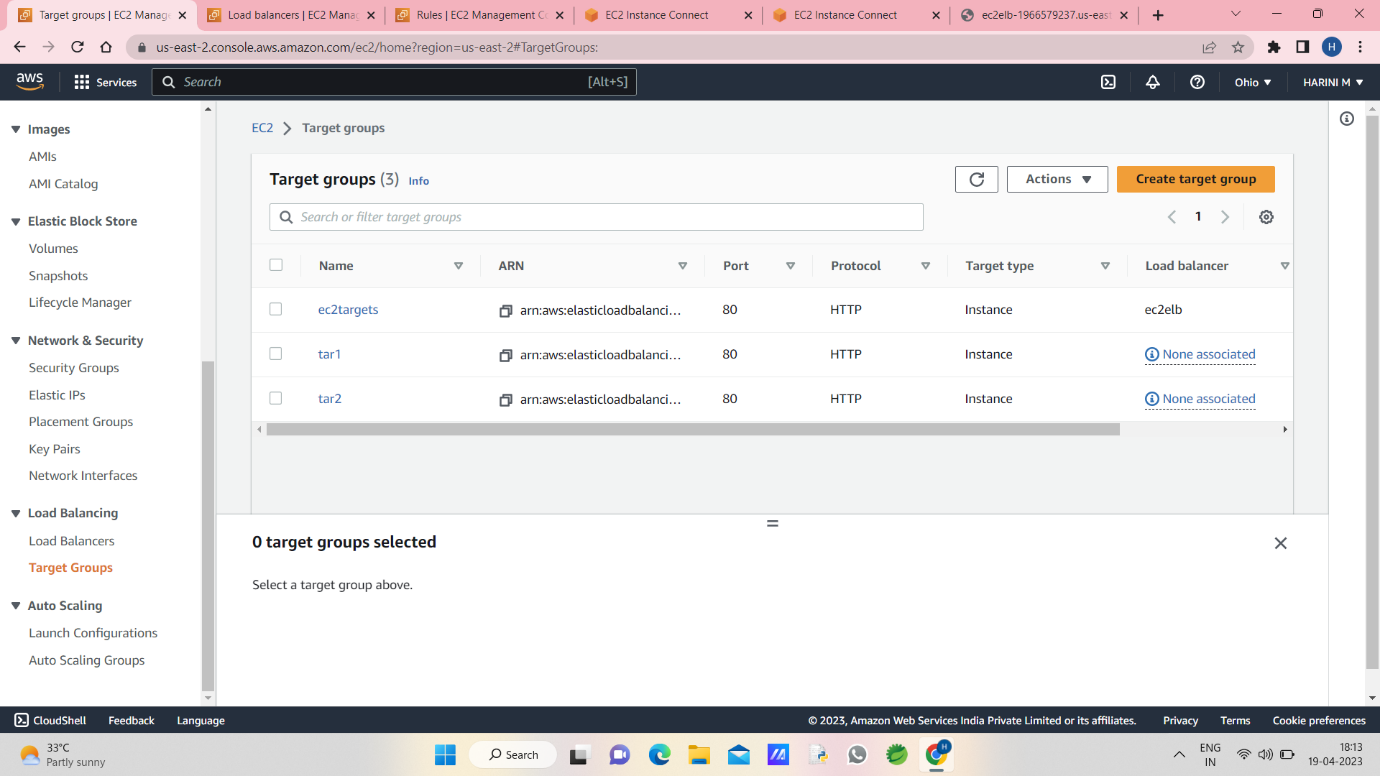 Target groups | EC2 Manage
Load balancers | EC2 Manag
Rules | EC2 Management C
EC2 Instance Connect
EC2 Instance Connect
ec2elb-1966579237.us-east
us-east-2.console.aws.amazon.com/ec2/home?region=us-east-2#TargetGroups:
H
aws
Services
Search
[Alt+S]
Ohio
HARINI M
Images
AMIs
AMI Catalog
Elastic Block Store
Volumes
Snapshots
Lifecycle Manager
Network & Security
Security Groups
Elastic IPs
Placement Groups
Key Pairs
Network Interfaces
Load Balancing
Load Balancers
Target Groups
Auto Scaling
Launch Configurations
Auto Scaling Groups
EC2 > Target groups
Target groups (3) Info
Actions
Create target group
Search or filter target groups
1
Name ARN Port Protocol Target type Load balancer
ec2targets arn:aws:elasticloadbalanci... 80 HTTP Instance ec2elb
tar1 arn:aws:elasticloadbalanci... 80 HTTP Instance None associated
tar2 arn:aws:elasticloadbalanci... 80 HTTP Instance None associated
0 target groups selected
Select a target group above.
CloudShell Feedback Language
© 2023, Amazon Web Services India Private Limited or its affiliates. Privacy Terms Cookie preferences
33°C
Partly sunny
Search
H
ENG
IN
18:13
19-04-2023